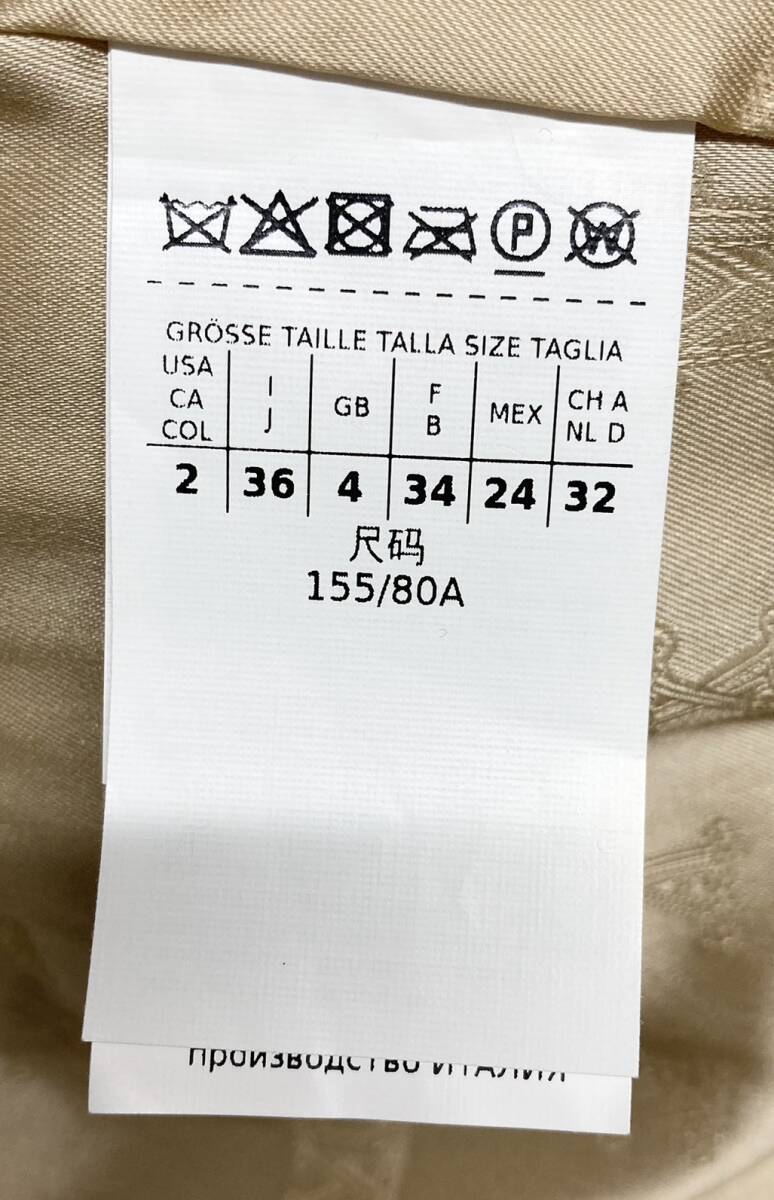 P
W
GRÖSSE TAILLE TALLA SIZE TAGLIA
USA CA COL | I J | GB | F B | MEX | CH A NL D
2 | 36 | 4 | 34 | 24 | 32
尺码
155/80A
производство ИТАЛИЯ